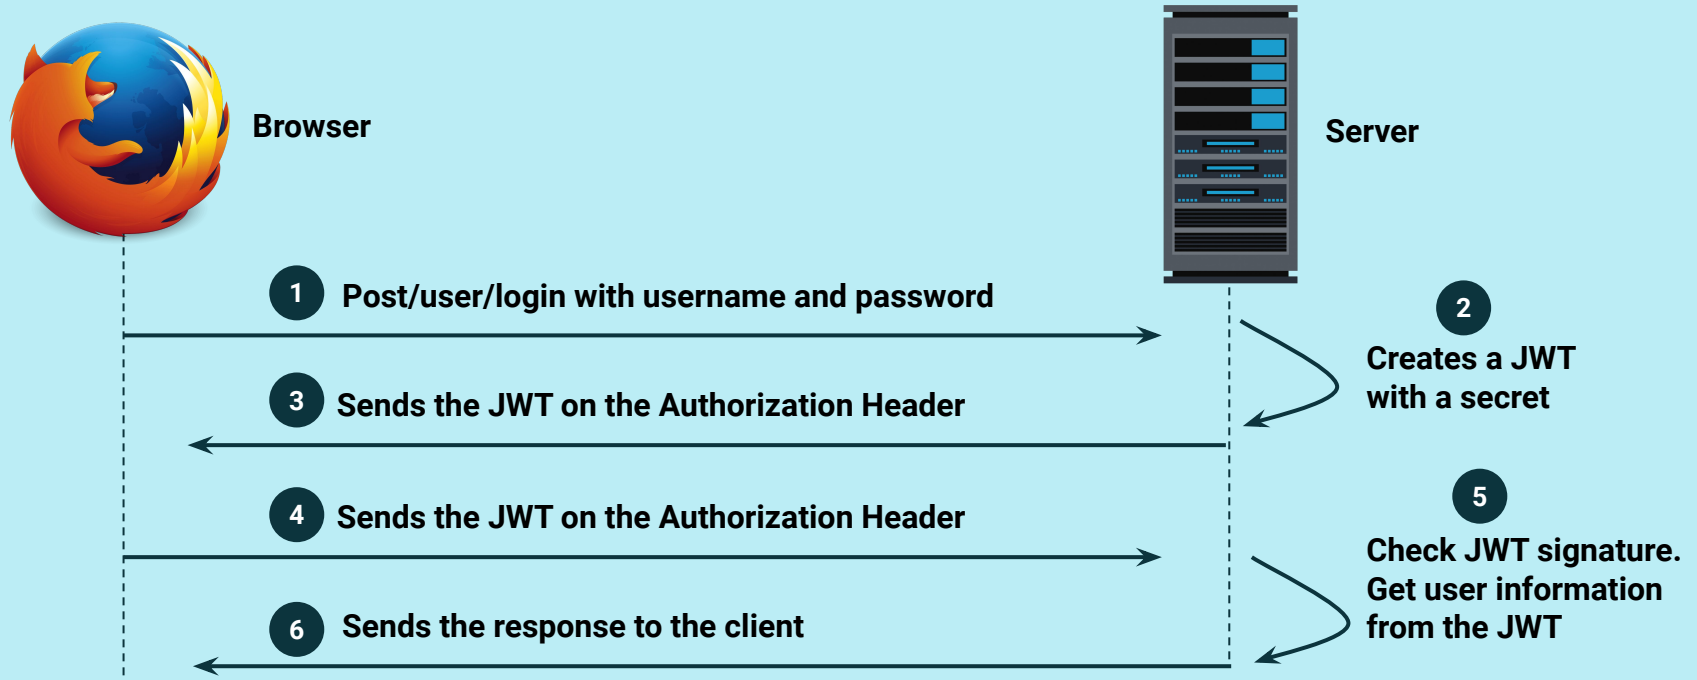 Browser
Server
1
Post/user/login with username and password
2
Creates a JWT
with a secret
3
Sends the JWT on the Authorization Header
4
Sends the JWT on the Authorization Header
5
Check JWT signature.
Get user information
from the JWT
6
Sends the response to the client